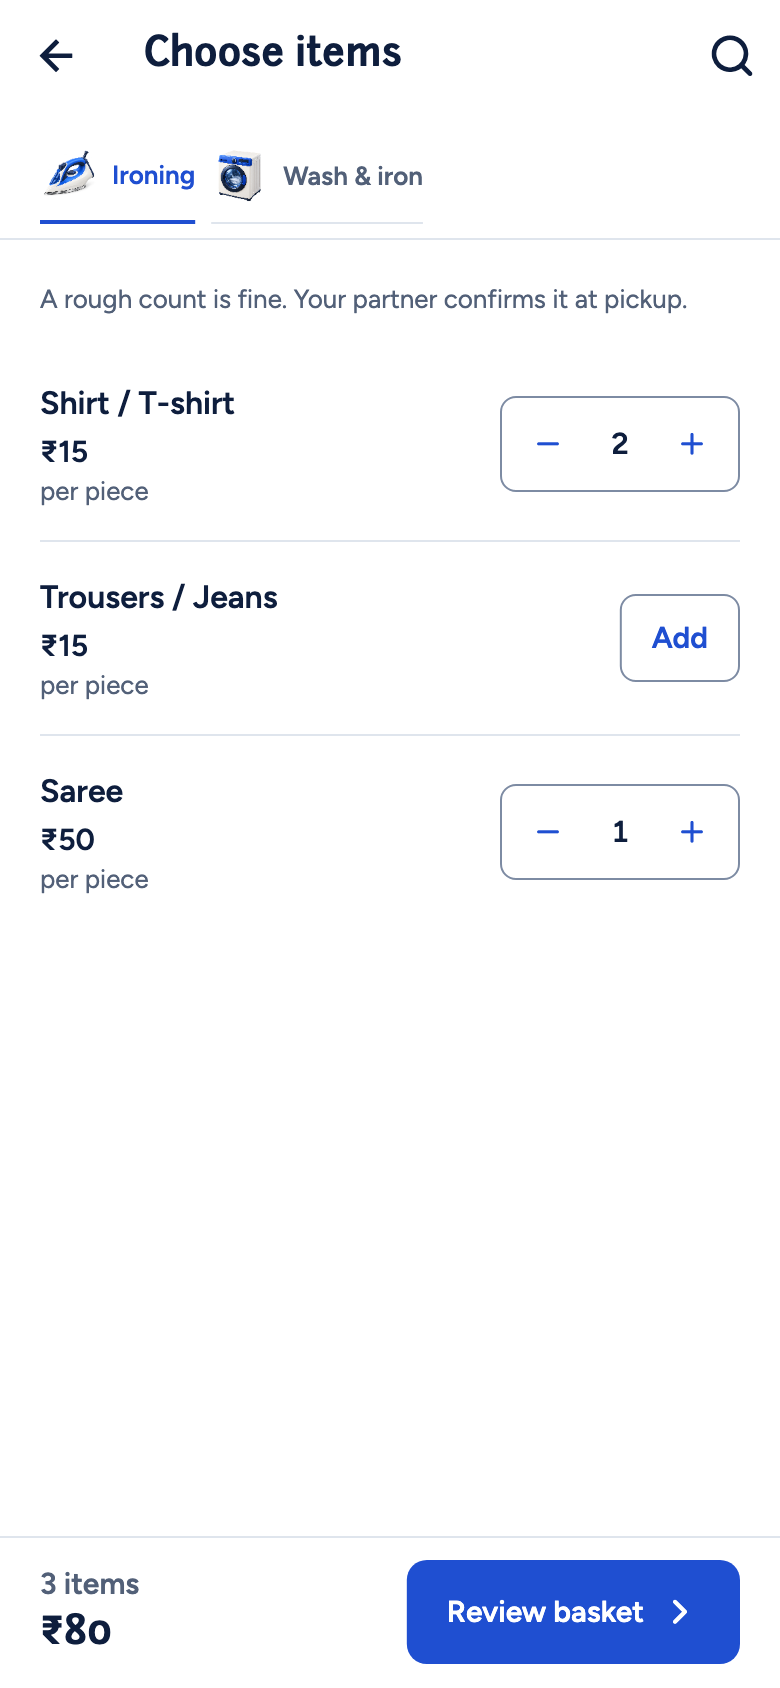 Choose items
Ironing
Wash & iron
A rough count is fine. Your partner confirms it at pickup.
Shirt / T-shirt
₹15
per piece
2
Trousers / Jeans
₹15
per piece
Add
Saree
₹50
per piece
1
3 items
₹80
Review basket